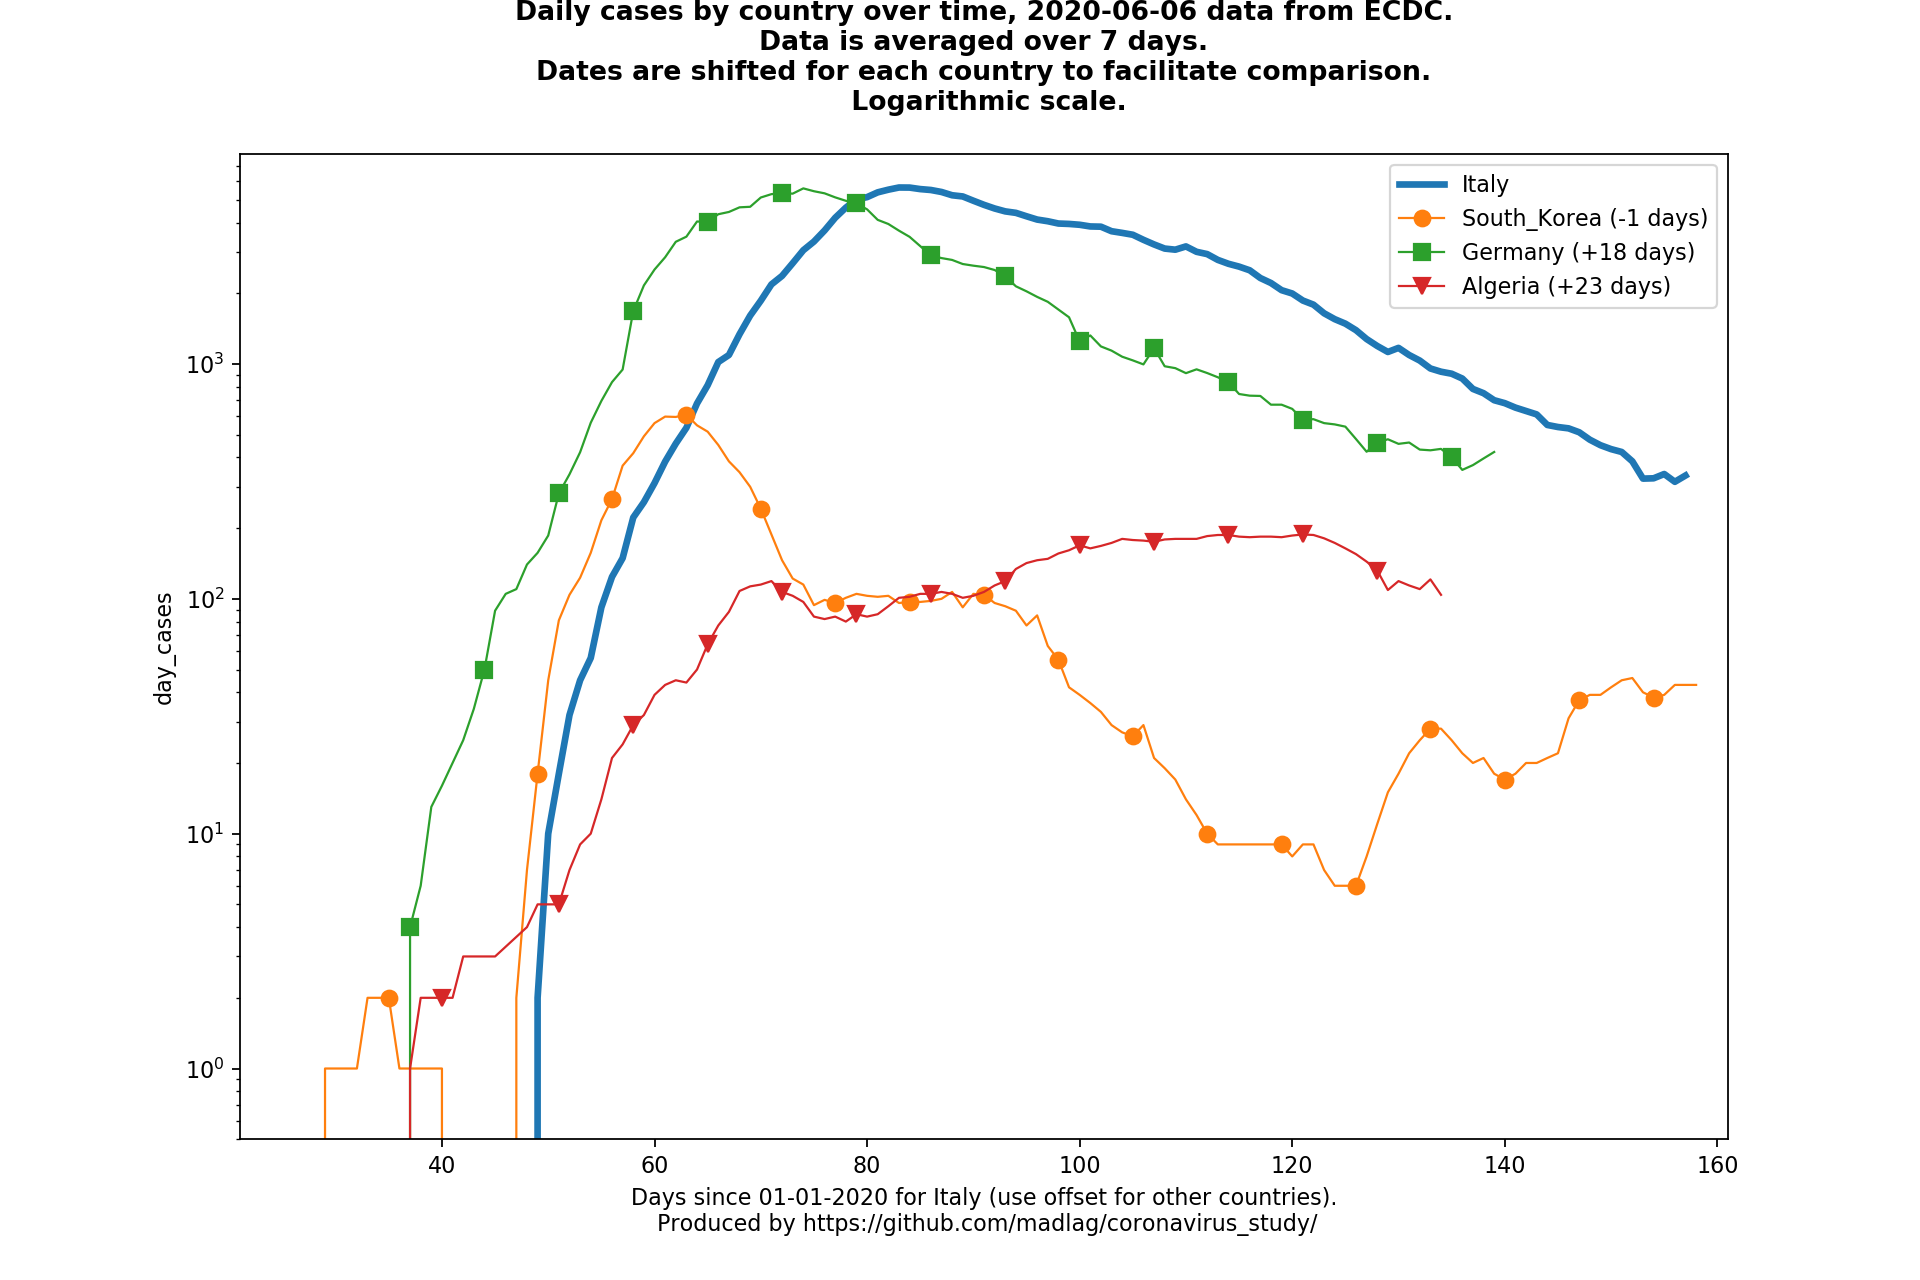 Daily cases by country over time, 2020-06-06 data from ECDC.
Data is averaged over 7 days.
Dates are shifted for each country to facilitate comparison.
Logarithmic scale.
Italy
South_Korea (-1 days)
Germany (+18 days)
Algeria (+23 days)
day_cases
10³
10²
10¹
10⁰
40 60 80 100 120 140 160
Days since 01-01-2020 for Italy (use offset for other countries).
Produced by https://github.com/madlag/coronavirus_study/